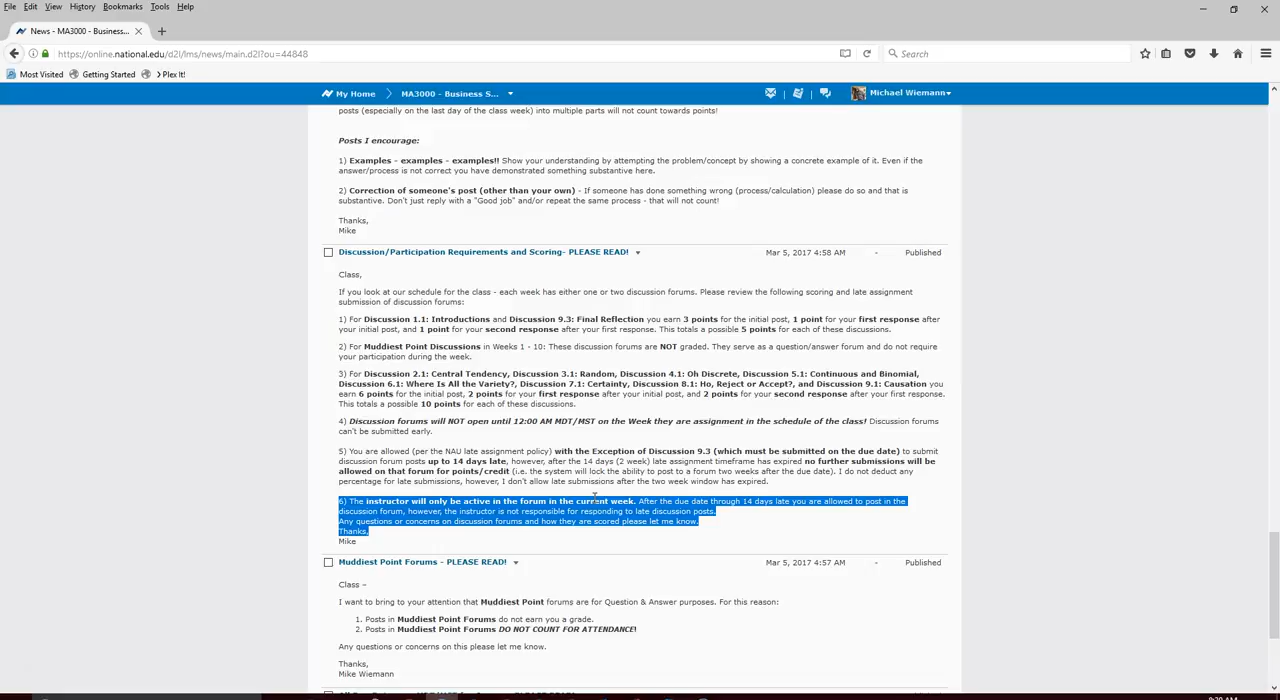 File Edit View History Bookmarks Tools Help
News - MA3000 - Business...
https://online.national.edu/d2l/lms/news/main.d2l?ou=44848
Search
Most Visited Getting Started Plex It!
My Home MA3000 - Business S... Michael Wiemann
posts (especially on the last day of the class week) into multiple parts will not count towards points!
Posts I encourage:
1) Examples - examples - examples!! Show your understanding by attempting the problem/concept by showing a concrete example of it. Even if the
answer/process is not correct you have demonstrated something substantive here.
2) Correction of someone's post (other than your own) - If someone has done something wrong (process/calculation) please do so and that is
substantive. Don't just reply with a "Good job" and/or repeat the same process - that will not count!
Thanks,
Mike
Discussion/Participation Requirements and Scoring- PLEASE READ! Mar 5, 2017 4:58 AM - Published
Class,
If you look at our schedule for the class - each week has either one or two discussion forums. Please review the following scoring and late assignment
submission of discussion forums:
1) For Discussion 1.1: Introductions and Discussion 9.3: Final Reflection you earn 3 points for the initial post, 1 point for your first response after
your initial post, and 1 point for your second response after your first response. This totals a possible 5 points for each of these discussions.
2) For Muddiest Point Discussions in Weeks 1 - 10: These discussion forums are NOT graded. They serve as a question/answer forum and do not require
your participation during the week.
3) For Discussion 2.1: Central Tendency, Discussion 3.1: Random, Discussion 4.1: Oh Discrete, Discussion 5.1: Continuous and Binomial,
Discussion 6.1: Where Is All the Variety?, Discussion 7.1: Certainty, Discussion 8.1: Ho, Reject or Accept?, and Discussion 9.1: Causation you
earn 6 points for the initial post, 2 points for your first response after your initial post, and 2 points for your second response after your first response.
This totals a possible 10 points for each of these discussions.
4) Discussion forums will NOT open until 12:00 AM MDT/MST on the Week they are assignment in the schedule of the class! Discussion forums
can't be submitted early.
5) You are allowed (per the NAU late assignment policy) with the Exception of Discussion 9.3 (which must be submitted on the due date) to submit
discussion forum posts up to 14 days late, however, after the 14 days (2 week) late assignment timeframe has expired no further submissions will be
allowed on that forum for points/credit (i.e. the system will lock the ability to post to a forum two weeks after the due date). I do not deduct any
percentage for late submissions, however, I don't allow late submissions after the two week window has expired.
6) The instructor will only be active in the forum in the current week. After the due date through 14 days late you are allowed to post in the
discussion forum, however, the instructor is not responsible for responding to late discussion posts.
Any questions or concerns on discussion forums and how they are scored please let me know.
Thanks,
Mike
Muddiest Point Forums - PLEASE READ! Mar 5, 2017 4:57 AM - Published
Class –
I want to bring to your attention that Muddiest Point forums are for Question & Answer purposes. For this reason:
1. Posts in Muddiest Point Forums do not earn you a grade.
2. Posts in Muddiest Point Forums DO NOT COUNT FOR ATTENDANCE!
Any questions or concerns on this please let me know.
Thanks,
Mike Wiemann